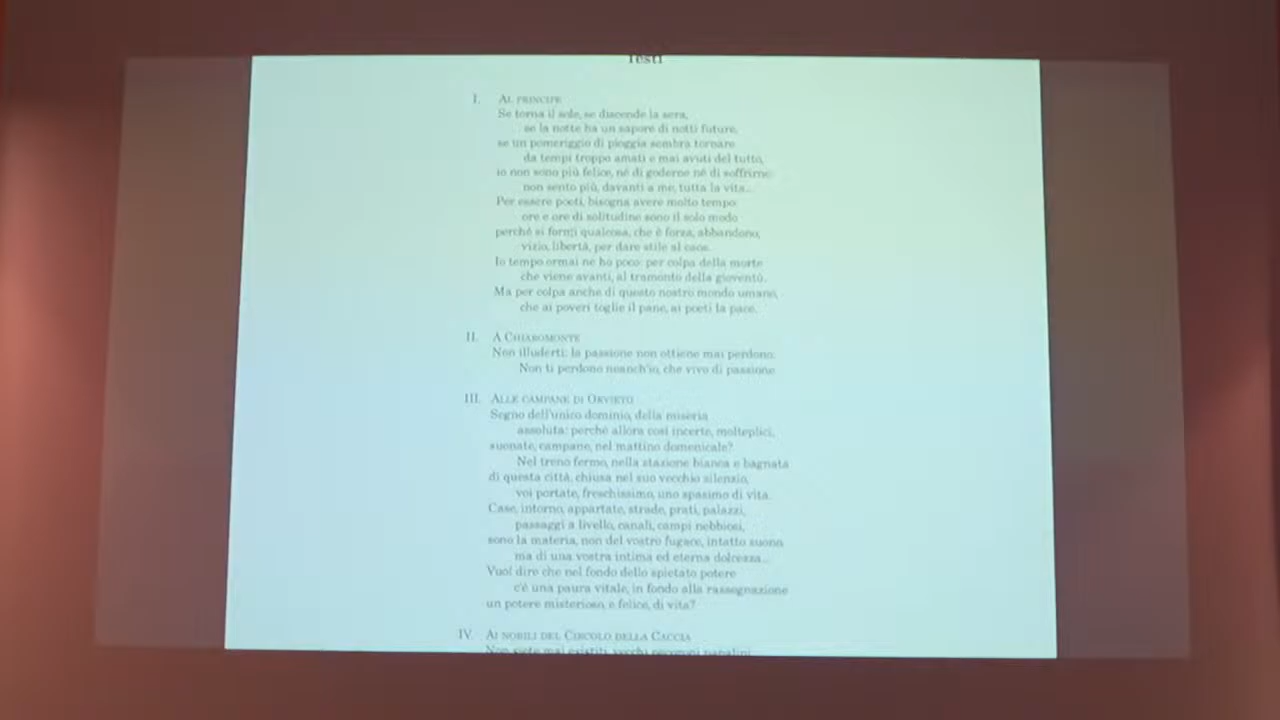 Testi
I. AL PRINCIPE
Se torna il sole, se discende la sera,
se la notte ha un sapore di notti future,
se un pomeriggio di pioggia sembra tornare
da tempi troppo amati e mai avuti del tutto,
io non sono più felice, né di goderne né di soffrirne:
non sento più, davanti a me, tutta la vita...
Per essere poeti, bisogna avere molto tempo:
ore e ore di solitudine sono il solo modo
perché si formi qualcosa, che è forza, abbandono,
vizio, libertà, per dare stile al caos.
Io tempo ormai ne ho poco: per colpa della morte
che viene avanti, al tramonto della gioventù.
Ma per colpa anche di questo nostro mondo umano,
che ai poveri toglie il pane, ai poeti la pace.
II. A CHIAROMONTE
Non illuderti: la passione non ottiene mai perdono.
Non ti perdono neanch'io, che vivo di passione.
III. ALLE CAMPANE DI ORVIETO
Segno dell'unico dominio, della miseria
assoluta: perché allora così incerte, molteplici,
suonate, campane, nel mattino domenicale?
Nel treno fermo, nella stazione bianca e bagnata
di questa città, chiusa nel suo vecchio silenzio,
voi portate, freschissimo, uno spasimo di vita.
Case, intorno, appartate, strade, prati, palazzi,
passaggi a livello, canali, campi nebbiosi,
sono la materia, non del vostro fugace, intatto suono,
ma di una vostra intima ed eterna dolcezza...
Vuol dire che nel fondo dello spietato potere
c'è una paura vitale, in fondo alla rassegnazione
un potere misterioso, e felice, di vita?
IV. AI NOBILI DEL CIRCOLO DELLA CACCIA
Non siete mai esistiti, vecchi pecoroni papalini